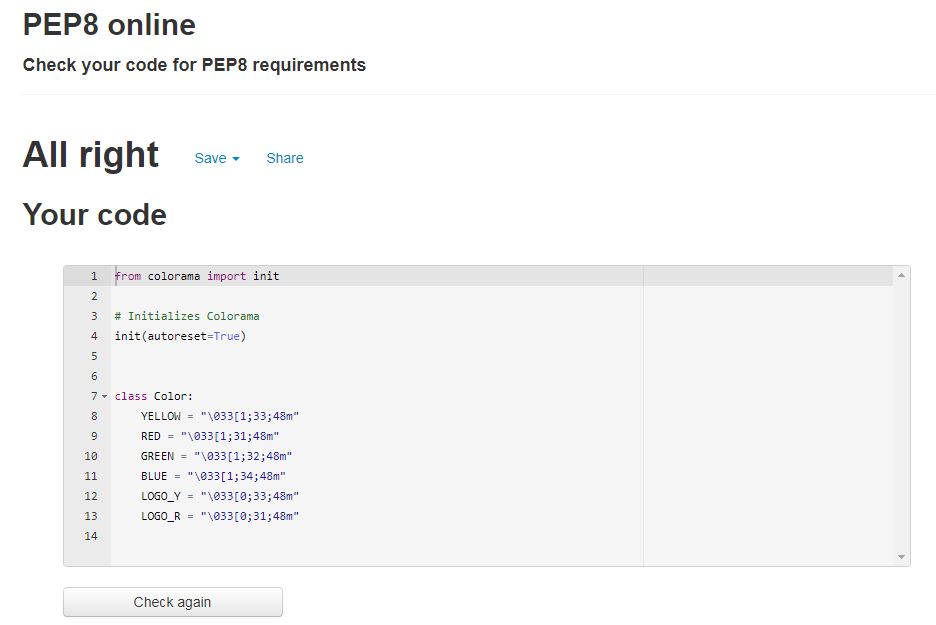 PEP8 online
Check your code for PEP8 requirements
All right Save Share
Your code
1 from colorama import init
2
3 # Initializes Colorama
4 init(autoreset=True)
5
6
7 class Color:
8     YELLOW = "\033[1;33;48m"
9     RED = "\033[1;31;48m"
10     GREEN = "\033[1;32;48m"
11     BLUE = "\033[1;34;48m"
12     LOGO_Y = "\033[0;33;48m"
13     LOGO_R = "\033[0;31;48m"
14
Check again